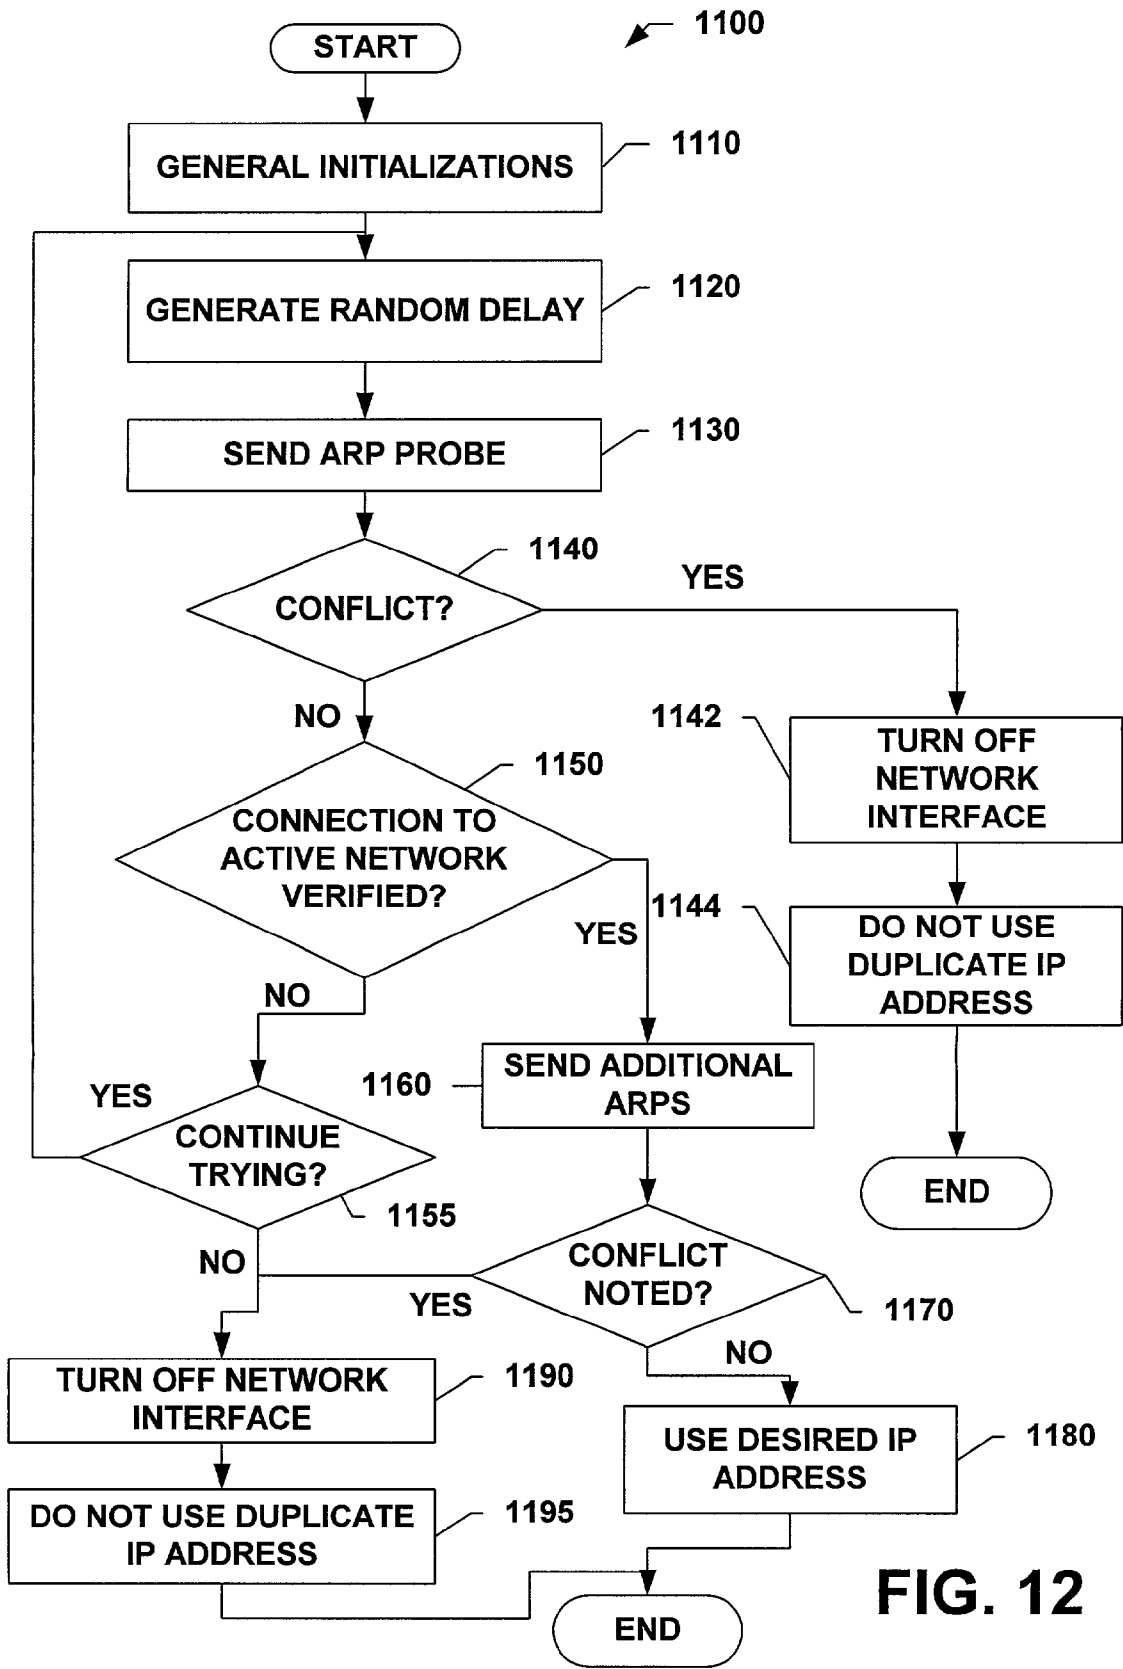 START
1100
GENERAL INITIALIZATIONS
1110
GENERATE RANDOM DELAY
1120
SEND ARP PROBE
1130
CONFLICT?
1140
YES
NO
1142
TURN OFF
NETWORK
INTERFACE
1150
CONNECTION TO
ACTIVE NETWORK
VERIFIED?
YES
NO
1144
DO NOT USE
DUPLICATE IP
ADDRESS
END
1160
SEND ADDITIONAL
ARPS
YES
CONTINUE
TRYING?
1155
NO
CONFLICT
NOTED?
1170
YES
NO
TURN OFF NETWORK
INTERFACE
1190
USE DESIRED IP
ADDRESS
1180
DO NOT USE DUPLICATE
IP ADDRESS
1195
END
FIG. 12